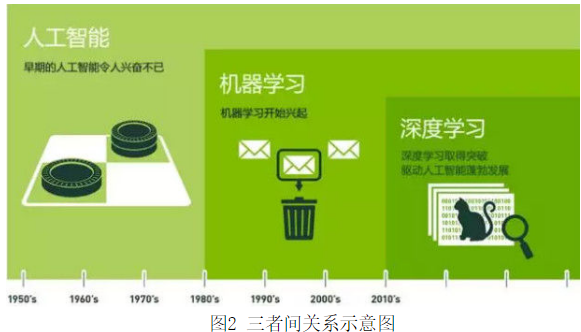 人工智能
早期的人工智能令人兴奋不已
机器学习
机器学习开始兴起
深度学习
深度学习取得突破
驱动人工智能蓬勃发展
1950's
1960's
1970's
1980's
1990's
2000's
2010's
图2 三者间关系示意图